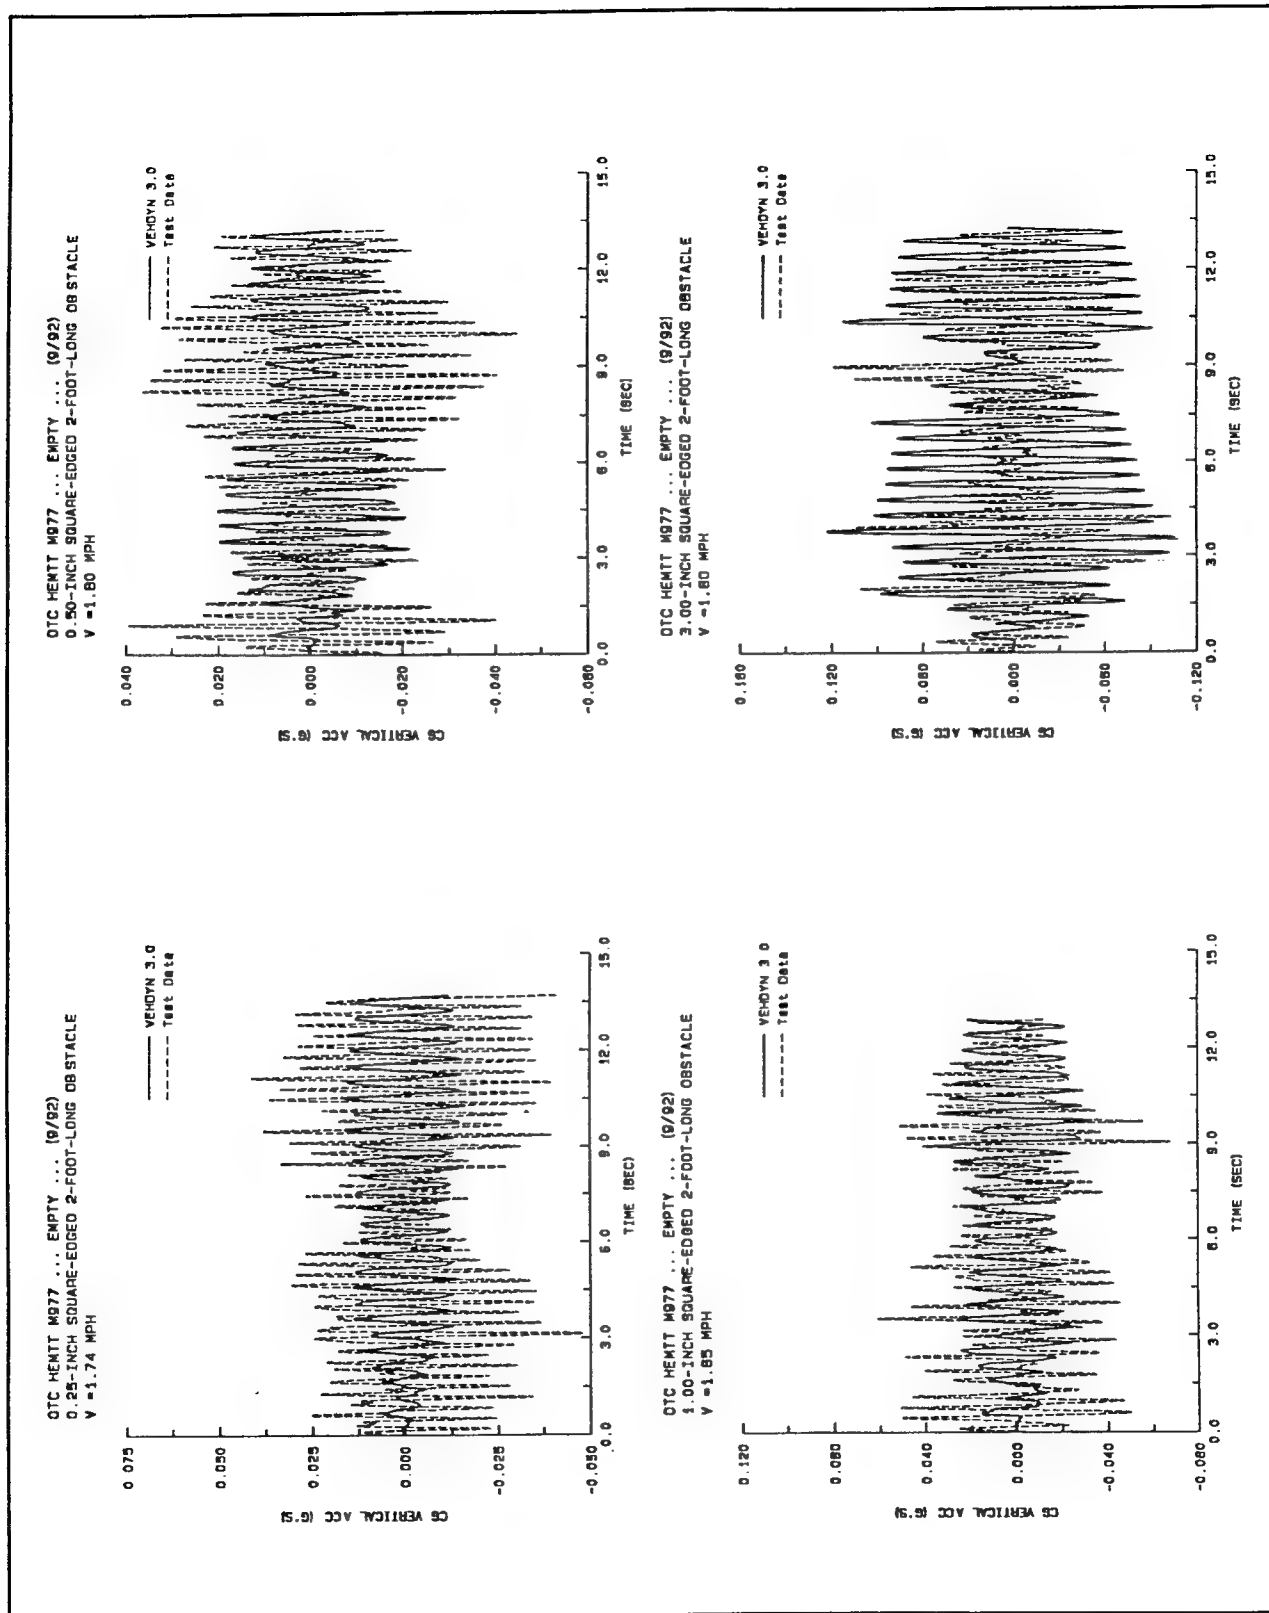 OTC HEMTT M977 ... EMPTY ... (9/92)
0.25-INCH SQUARE-EDGED 2-FOOT-LONG OBSTACLE
V =1.74 MPH
VEHDYN 3.0
Test Data
0.075
0.050
0.025
0.000
-0.025
-0.050
CG VERTICAL ACC (G'S)
0.0 3.0 6.0 9.0 12.0 15.0
TIME (SEC)
OTC HEMTT M977 ... EMPTY ... (9/92)
0.50-INCH SQUARE-EDGED 2-FOOT-LONG OBSTACLE
V =1.80 MPH
VEHDYN 3.0
Test Data
0.040
0.020
0.000
-0.020
-0.040
-0.060
CG VERTICAL ACC (G'S)
0.0 3.0 6.0 9.0 12.0 15.0
TIME (SEC)
OTC HEMTT M977 ... EMPTY ... (9/92)
1.00-INCH SQUARE-EDGED 2-FOOT-LONG OBSTACLE
V =1.85 MPH
VEHDYN 3.0
Test Data
0.120
0.040
0.000
-0.040
-0.080
CG VERTICAL ACC (G'S)
0.0 3.0 6.0 9.0 12.0 15.0
TIME (SEC)
OTC HEMTT M977 ... EMPTY ... (9/92)
3.00-INCH SQUARE-EDGED 2-FOOT-LONG OBSTACLE
V =1.80 MPH
VEHDYN 3.0
Test Data
0.180
0.120
0.060
0.000
-0.060
-0.120
CG VERTICAL ACC (G'S)
0.0 3.0 6.0 9.0 12.0 15.0
TIME (SEC)